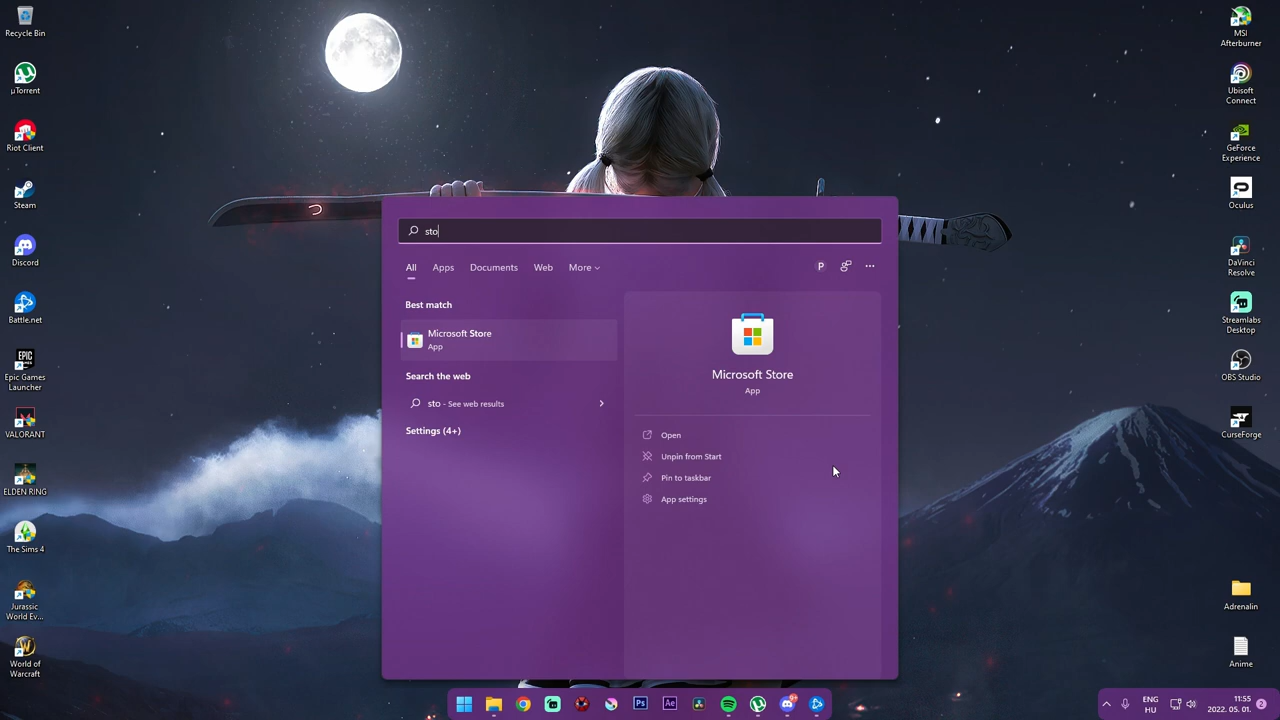 Recycle Bin
µTorrent
Riot Client
Steam
Discord
Battle.net
Epic Games
Launcher
VALORANT
ELDEN RING
The Sims 4
Jurassic
World Ev...
World of
Warcraft
sto
All
Apps
Documents
Web
More
P
Best match
Microsoft Store
App
Search the web
sto - See web results
Settings (4+)
Microsoft Store
App
Open
Unpin from Start
Pin to taskbar
App settings
MSI
Afterburner
Ubisoft
Connect
GeForce
Experience
Oculus
DaVinci
Resolve
Streamlabs
Desktop
OBS Studio
CurseForge
Adrenalin
Anime
Ps
Ae
ENG
HU
11:55
2022. 05. 01.
2